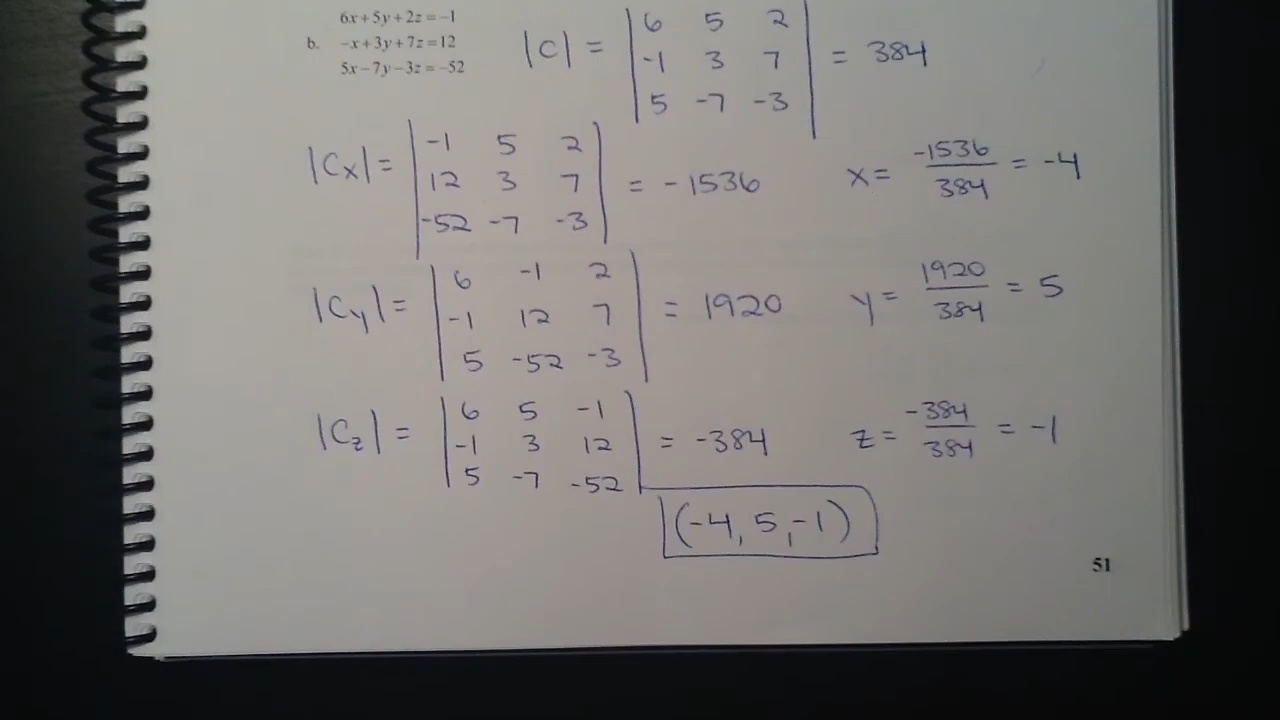 6x+5y+2z=-1
b. -x+3y+7z=12
5x-7y-3z=-52
|C| = | 6 5 2 | = 384
| -1 3 7 |
| 5 -7 -3 |
|Cx| = | -1 5 2 | = -1536 x = -1536/384 = -4
| 12 3 7 |
| -52 -7 -3 |
|Cy| = | 6 -1 2 | = 1920 y = 1920/384 = 5
| -1 12 7 |
| 5 -52 -3 |
|Cz| = | 6 5 -1 | = -384 z = -384/384 = -1
| -1 3 12 |
| 5 -7 -52 |
(-4, 5, -1)
51